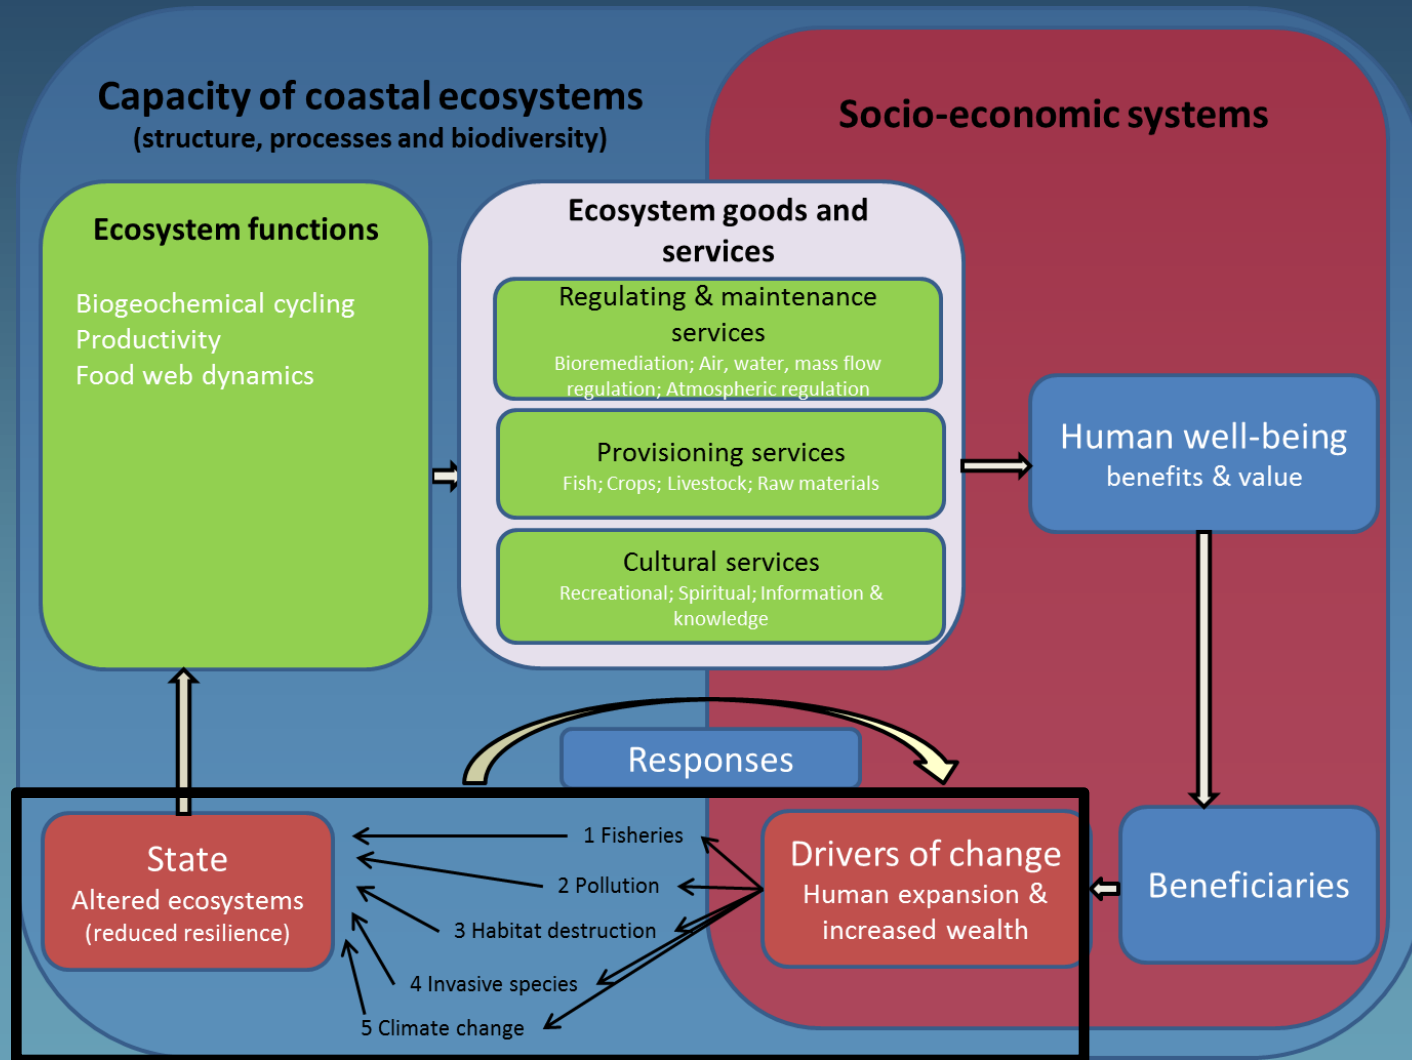 Capacity of coastal ecosystems
(structure, processes and biodiversity)
Socio-economic systems
Ecosystem functions
Biogeochemical cycling
Productivity
Food web dynamics
Ecosystem goods and
services
Regulating & maintenance
services
Bioremediation; Air, water, mass flow
regulation; Atmospheric regulation
Provisioning services
Fish; Crops; Livestock; Raw materials
Cultural services
Recreational; Spiritual; Information &
knowledge
Human well-being
benefits & value
Responses
State
Altered ecosystems
(reduced resilience)
1 Fisheries
2 Pollution
3 Habitat destruction
4 Invasive species
5 Climate change
Drivers of change
Human expansion &
increased wealth
Beneficiaries